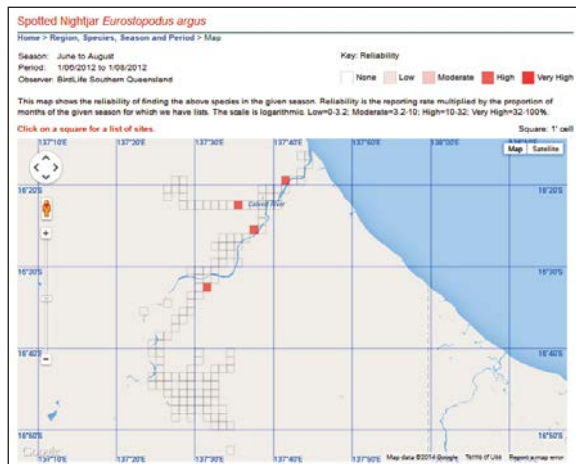 Spotted Nightjar Eurostopodus argus
Home > Region, Species, Season and Period > Map
Season: June to August
Period: 1/06/2012 to 1/08/2012
Observer: BirdLife Southern Queensland
Key: Reliability
None Low Moderate High Very High
This map shows the reliability of finding the above species in the given season. Reliability is the reporting rate multiplied by the proportion of
months of the given season for which we have lists. The scale is logarithmic. Low=0-3.2; Moderate=3.2-10; High=10-32; Very High=32-100%.
Click on a square for a list of sites.
Square: 1' cell
137°10'E 137°20'E 137°30'E 137°40'E 137°50'E 138°00'E
Map Satellite
16°20'S 16°20'S
Calvert River
16°30'S 16°30'S
16°40'S 16°40'S
16°50'S 16°50'S
Google
137°10'E 137°20'E 137°30'E 137°40'E 137°50'E
Map data ©2014 Google Terms of Use Report a map error